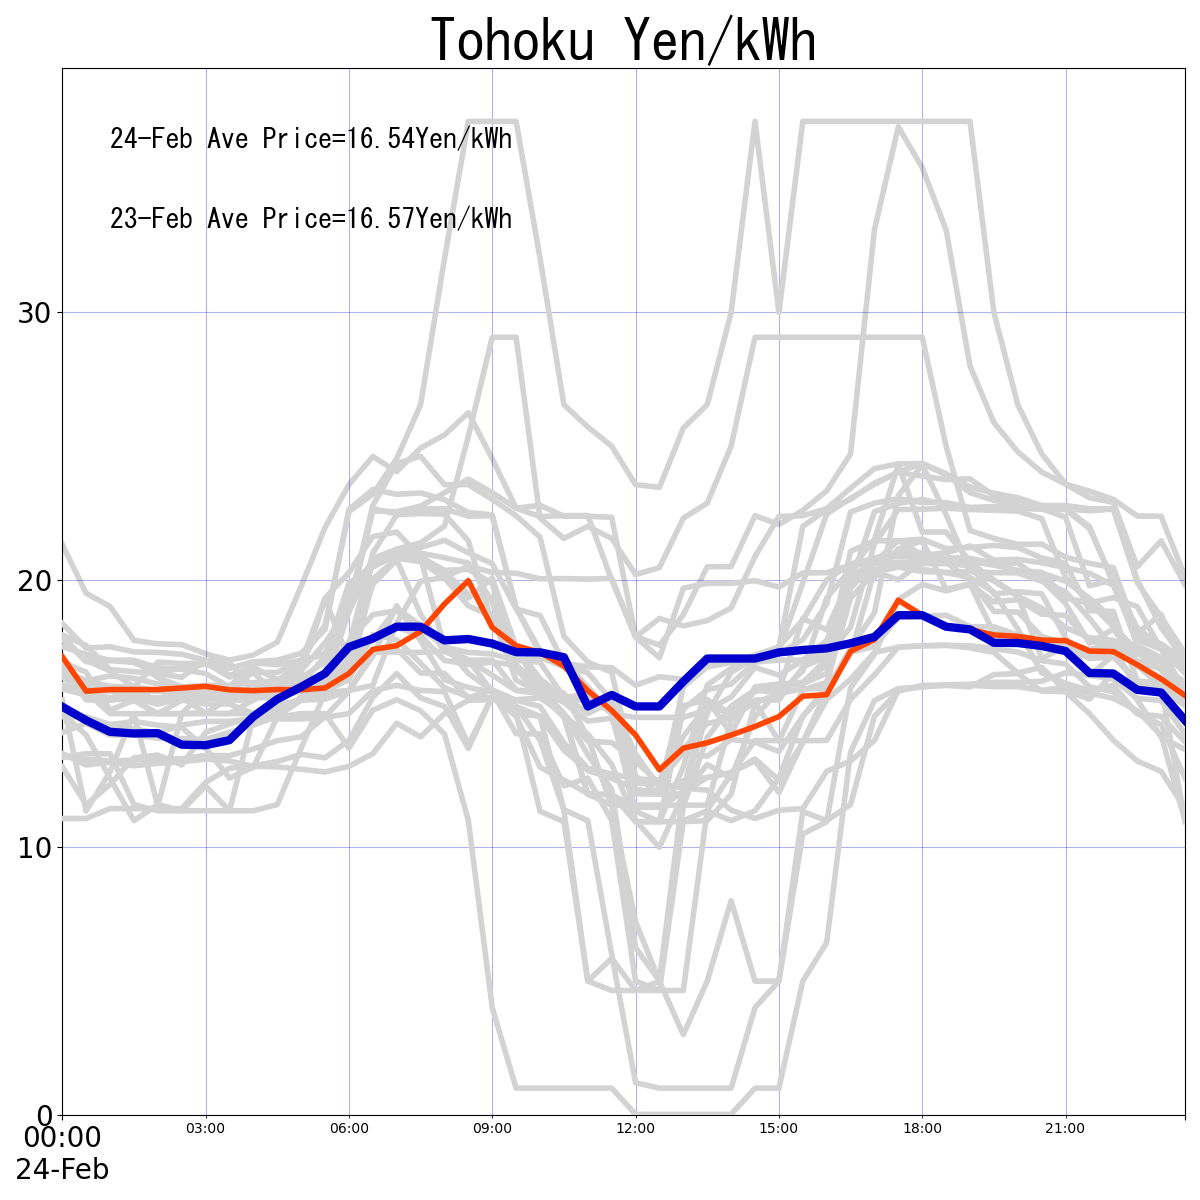 Tohoku Yen/kWh
24-Feb Ave Price=16.54Yen/kWh
23-Feb Ave Price=16.57Yen/kWh
30
20
10
0
00:00 03:00 06:00 09:00 12:00 15:00 18:00 21:00
24-Feb